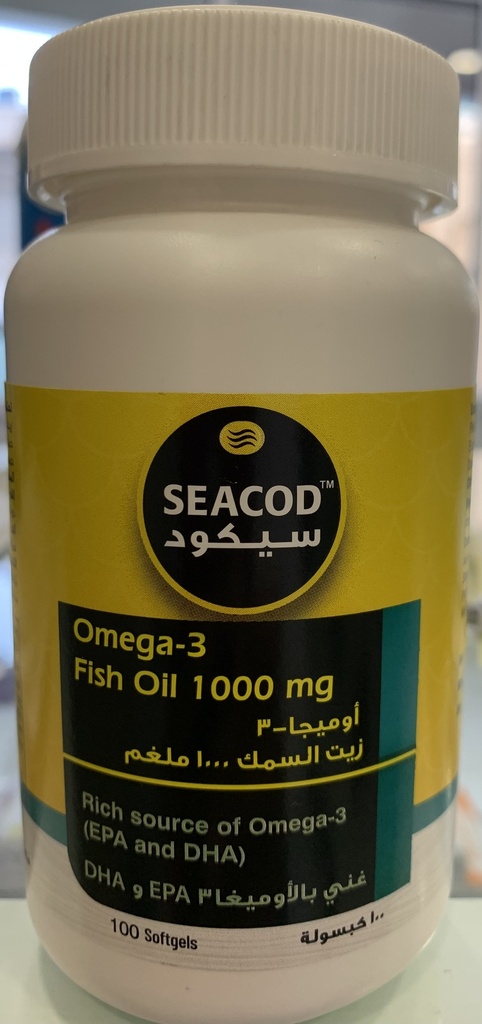 SEACOD™
سيكود
Omega-3
Fish Oil 1000 mg
أوميجا-٣
زيت السمك ١٠٠٠ ملغم
Rich source of Omega-3
(EPA and DHA)
غني بالأوميغا٣ EPA و DHA
100 Softgels
١٠٠ كبسولة